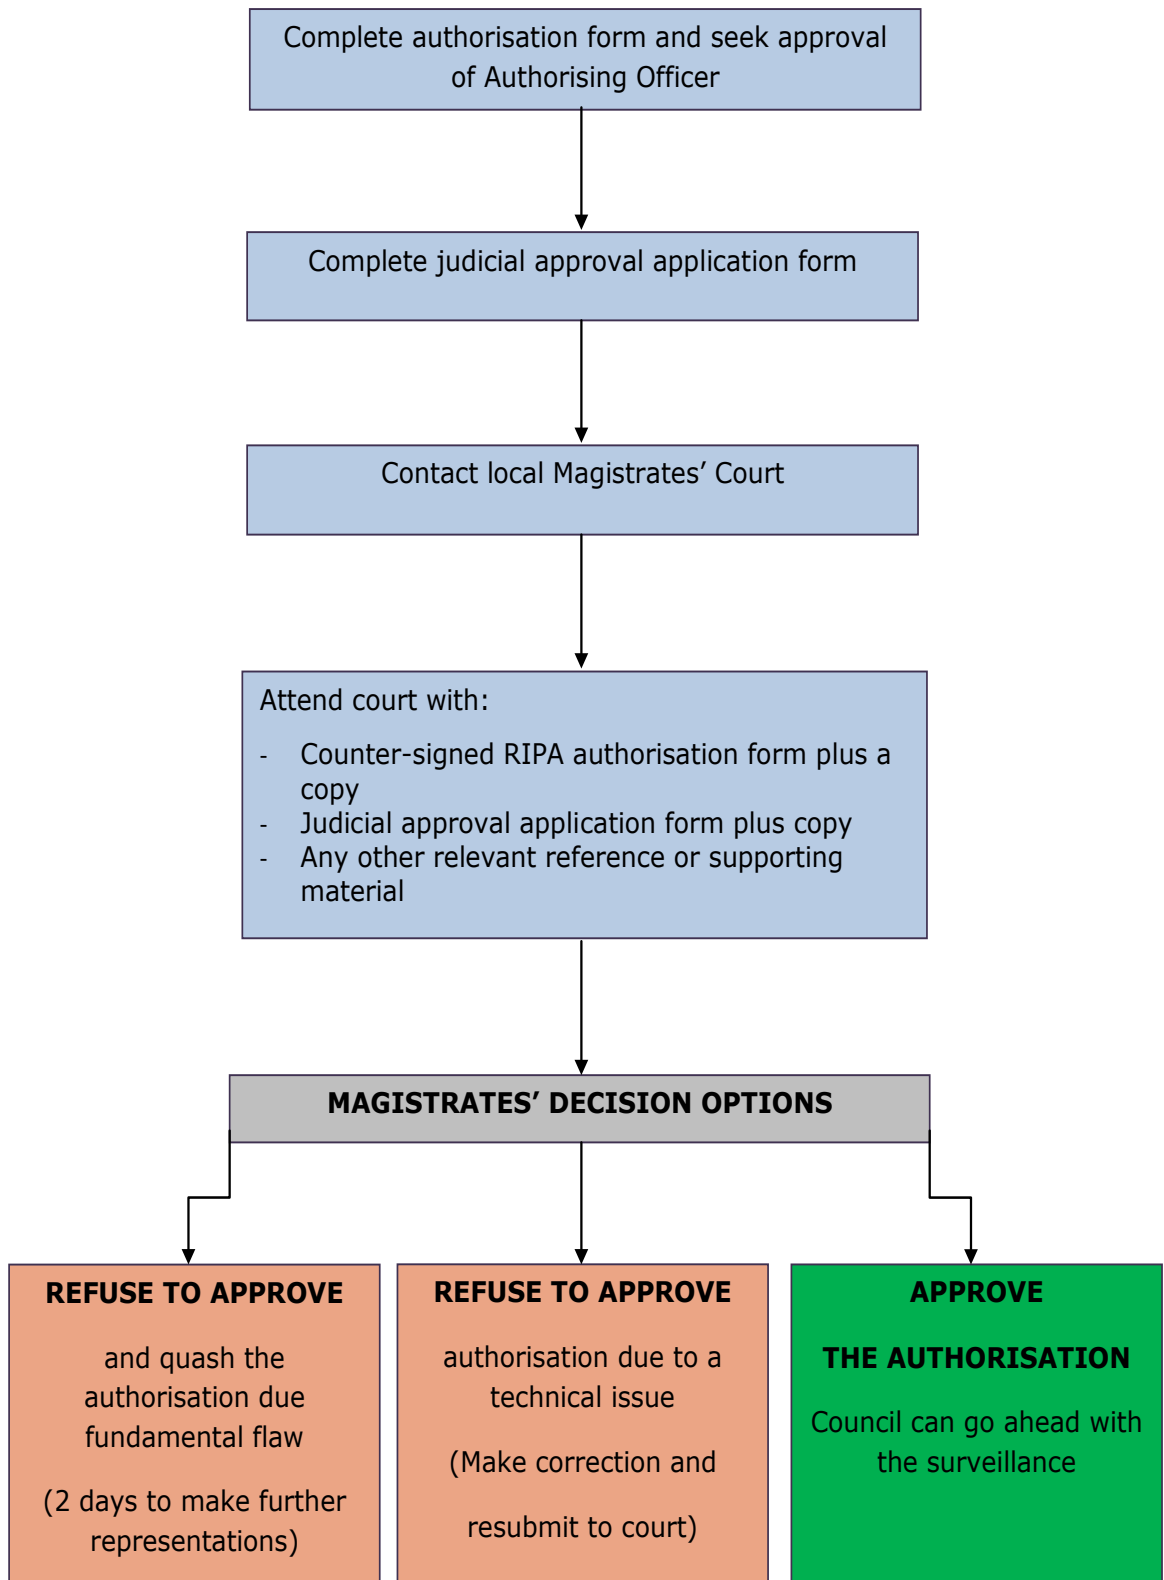 Complete authorisation form and seek approval
of Authorising Officer
Complete judicial approval application form
Contact local Magistrates’ Court
Attend court with:
- Counter-signed RIPA authorisation form plus a
copy
- Judicial approval application form plus copy
- Any other relevant reference or supporting
material
MAGISTRATES’ DECISION OPTIONS
REFUSE TO APPROVE
and quash the
authorisation due
fundamental flaw
(2 days to make further
representations)
REFUSE TO APPROVE
authorisation due to a
technical issue
(Make correction and
resubmit to court)
APPROVE
THE AUTHORISATION
Council can go ahead with
the surveillance